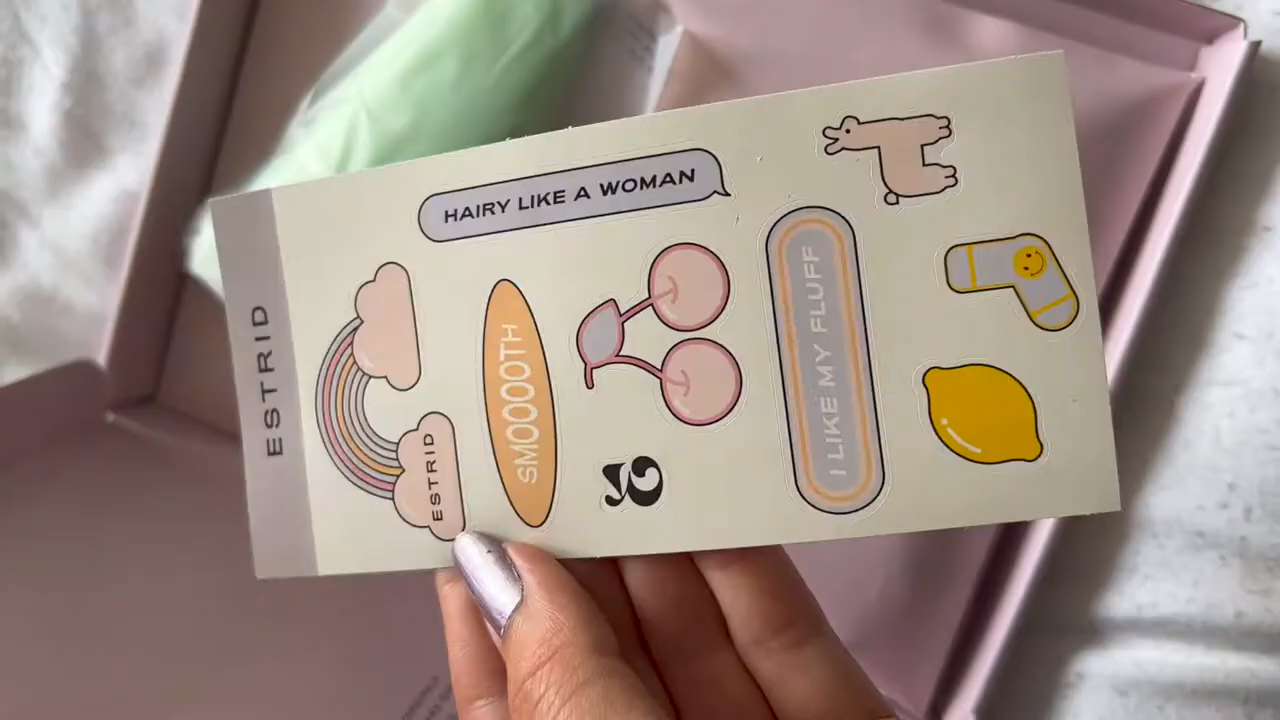 ESTRID
HAIRY LIKE A WOMAN
ESTRID
SMOOOOTH
I LIKE MY FLUFF